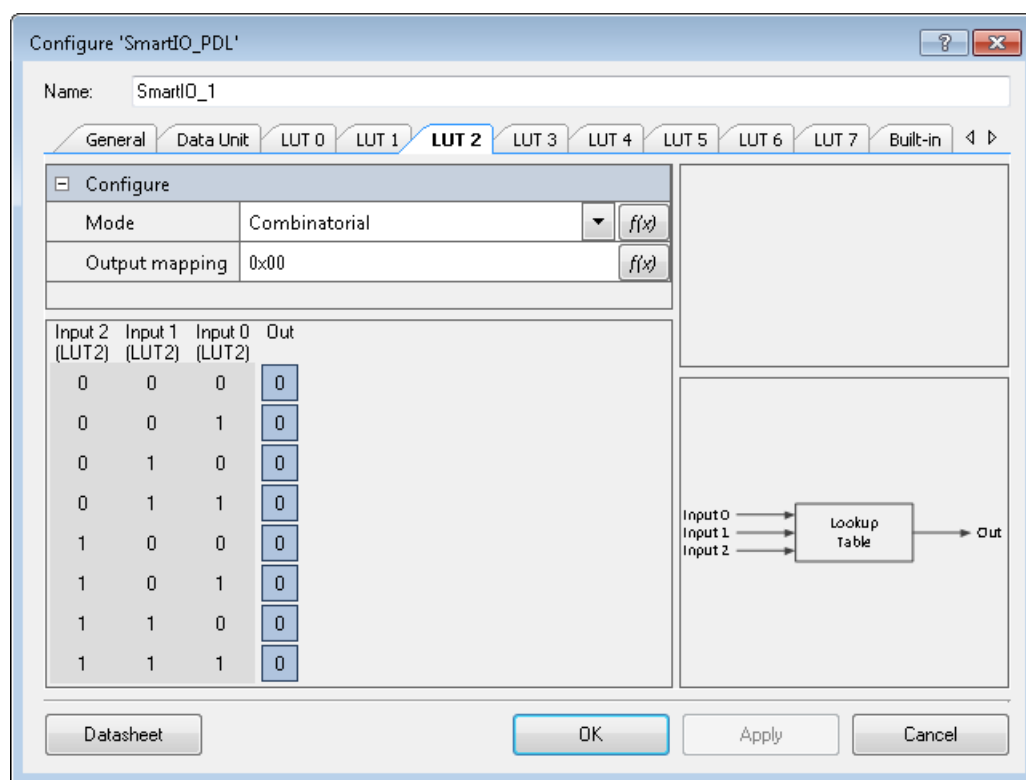 Configure 'SmartIO_PDL'
Name: SmartIO_1
General Data Unit LUT 0 LUT 1 LUT 2 LUT 3 LUT 4 LUT 5 LUT 6 LUT 7 Built-in
Configure
Mode Combinatorial f(x)
Output mapping 0x00 f(x)
Input 2 Input 1 Input 0 Out
(LUT2) (LUT2) (LUT2)
0 0 0 0
0 0 1 0
0 1 0 0
0 1 1 0
1 0 0 0
1 0 1 0
1 1 0 0
1 1 1 0
Input 0
Input 1
Input 2
Lookup
Table
Out
Datasheet OK Apply Cancel